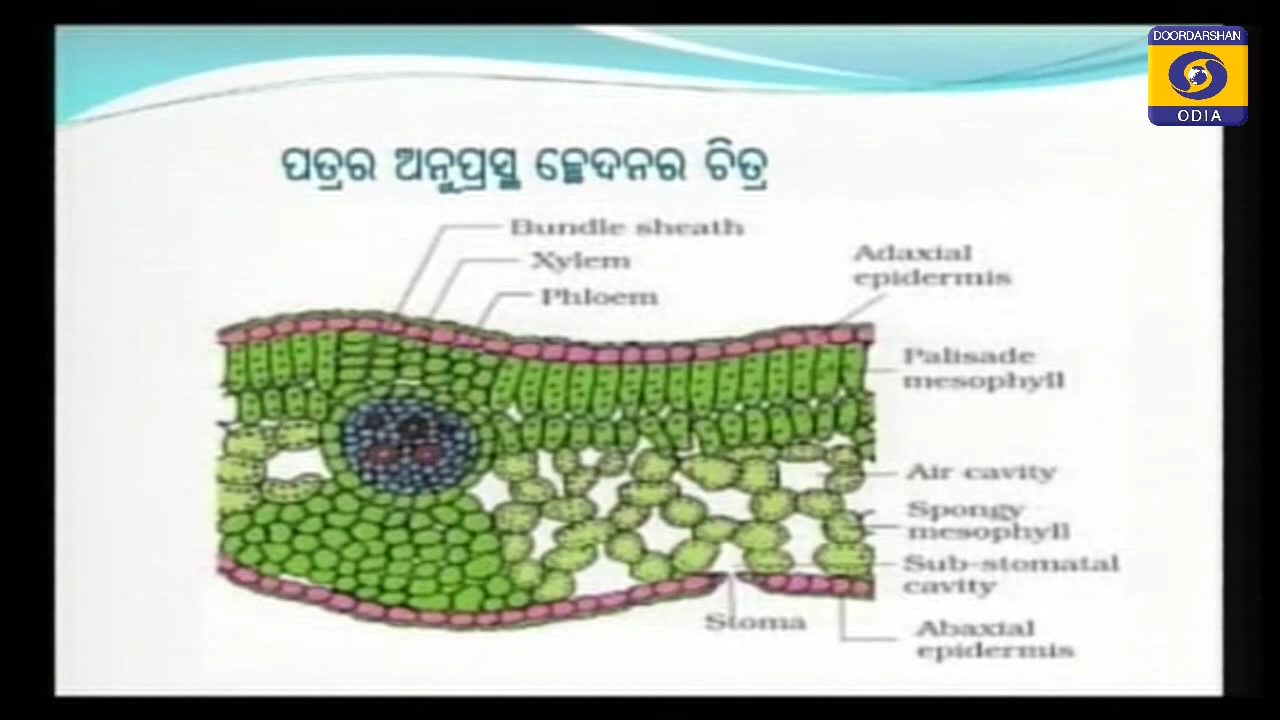 DOORDARSHAN
ODIA
ପତ୍ରର ଅନୁପ୍ରସ୍ଥ ଚ୍ଛେଦନର ଚିତ୍ର
Bundle sheath
Xylem
Phloem
Adaxial
epidermis
Palisade
mesophyll
Air cavity
Spongy
mesophyll
Sub-stomatal
cavity
Stoma
Abaxial
epidermis